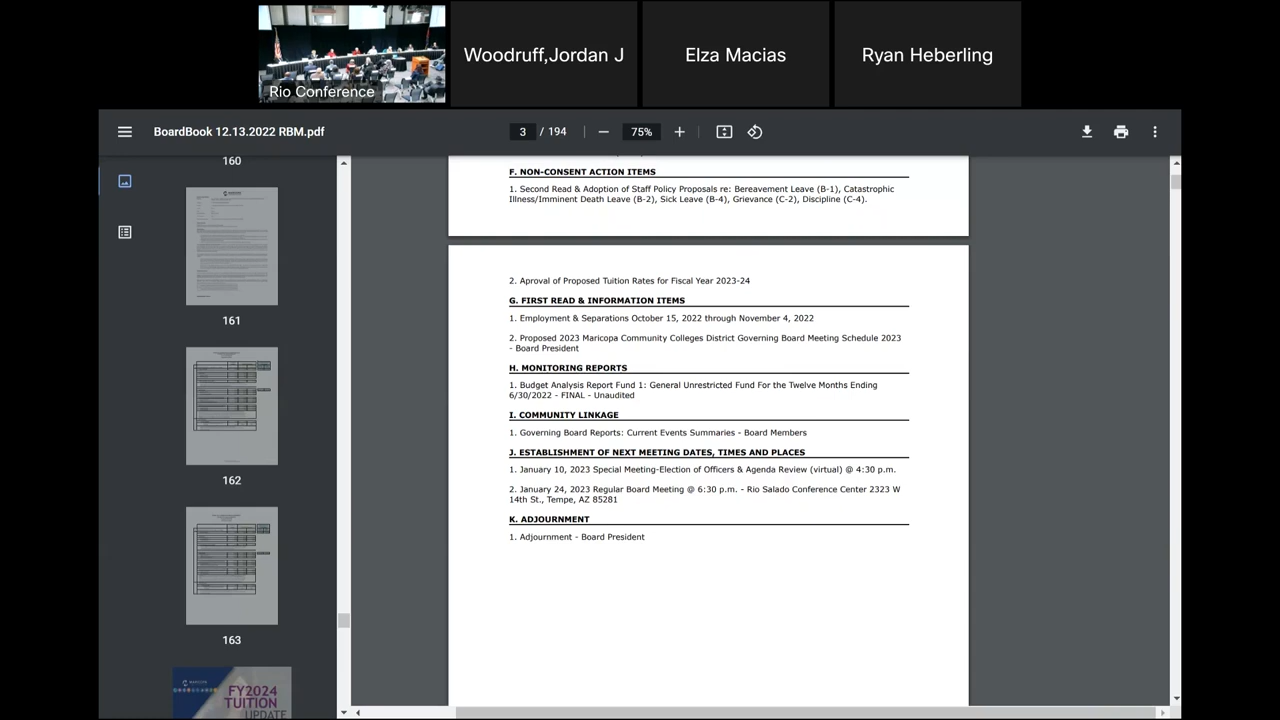 Rio Conference
Woodruff,Jordan J
Elza Macias
Ryan Heberling
BoardBook 12.13.2022 RBM.pdf
3 / 194
75%
160
161
162
163
FY2024
TUITION
UPDATE
F. NON-CONSENT ACTION ITEMS
1. Second Read & Adoption of Staff Policy Proposals re: Bereavement Leave (B-1), Catastrophic
Illness/Imminent Death Leave (B-2), Sick Leave (B-4), Grievance (C-2), Discipline (C-4).
2. Aproval of Proposed Tuition Rates for Fiscal Year 2023-24
G. FIRST READ & INFORMATION ITEMS
1. Employment & Separations October 15, 2022 through November 4, 2022
2. Proposed 2023 Maricopa Community Colleges District Governing Board Meeting Schedule 2023
- Board President
H. MONITORING REPORTS
1. Budget Analysis Report Fund 1: General Unrestricted Fund For the Twelve Months Ending
6/30/2022 - FINAL - Unaudited
I. COMMUNITY LINKAGE
1. Governing Board Reports: Current Events Summaries - Board Members
J. ESTABLISHMENT OF NEXT MEETING DATES, TIMES AND PLACES
1. January 10, 2023 Special Meeting-Election of Officers & Agenda Review (virtual) @ 4:30 p.m.
2. January 24, 2023 Regular Board Meeting @ 6:30 p.m. - Rio Salado Conference Center 2323 W
14th St., Tempe, AZ 85281
K. ADJOURNMENT
1. Adjournment - Board President